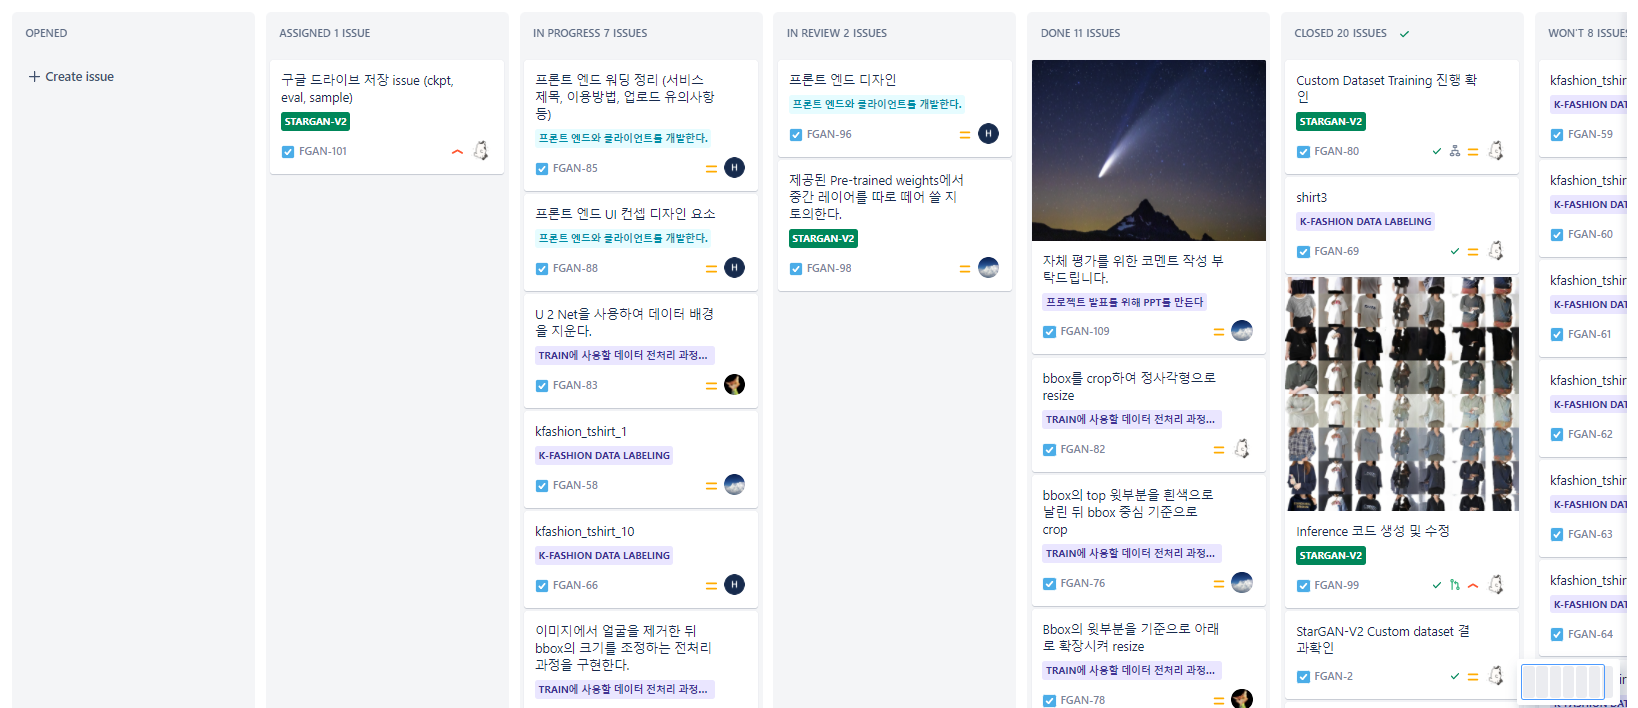 OPENED
+ Create issue
ASSIGNED 1 ISSUE
구글 드라이브 저장 issue (ckpt,
eval, sample)
STARGAN-V2
FGAN-101
IN PROGRESS 7 ISSUES
프론트 엔드 워딩 정리 (서비스
제목, 이용방법, 업로드 유의사항
등)
프론트 엔드와 클라이언트를 개발한다.
FGAN-85
H
프론트 엔드 UI 컨셉 디자인 요소
프론트 엔드와 클라이언트를 개발한다.
FGAN-88
H
U 2 Net을 사용하여 데이터 배경
을 지운다.
TRAIN에 사용할 데이터 전처리 과정...
FGAN-83
kfashion_tshirt_1
K-FASHION DATA LABELING
FGAN-58
kfashion_tshirt_10
K-FASHION DATA LABELING
FGAN-66
H
이미지에서 얼굴을 제거한 뒤
bbox의 크기를 조정하는 전처리
과정을 구현한다.
TRAIN에 사용할 데이터 전처리 과정...
IN REVIEW 2 ISSUES
프론트 엔드 디자인
프론트 엔드와 클라이언트를 개발한다.
FGAN-96
H
제공된 Pre-trained weights에서
중간 레이어를 따로 떼어 쓸 지
토의한다.
STARGAN-V2
FGAN-98
DONE 11 ISSUES
자체 평가를 위한 코멘트 작성 부
탁드립니다.
프로젝트 발표를 위해 PPT를 만든다
FGAN-109
bbox를 crop하여 정사각형으로
resize
TRAIN에 사용할 데이터 전처리 과정...
FGAN-82
bbox의 top 윗부분을 흰색으로
날린 뒤 bbox 중심 기준으로
crop
TRAIN에 사용할 데이터 전처리 과정...
FGAN-76
Bbox의 윗부분을 기준으로 아래
로 확장시켜 resize
TRAIN에 사용할 데이터 전처리 과정...
FGAN-78
CLOSED 20 ISSUES
Custom Dataset Training 진행 확
인
STARGAN-V2
FGAN-80
shirt3
K-FASHION DATA LABELING
FGAN-69
Inference 코드 생성 및 수정
STARGAN-V2
FGAN-99
StarGAN-V2 Custom dataset 결
과확인
FGAN-2
WON'T 8 ISSUES
kfashion_tshir
K-FASHION DAT
FGAN-59
kfashion_tshir
K-FASHION DAT
FGAN-60
kfashion_tshir
K-FASHION DAT
FGAN-61
kfashion_tshir
K-FASHION DAT
FGAN-62
kfashion_tshir
K-FASHION DAT
FGAN-63
kfashion_tshir
K-FASHION DAT
FGAN-64